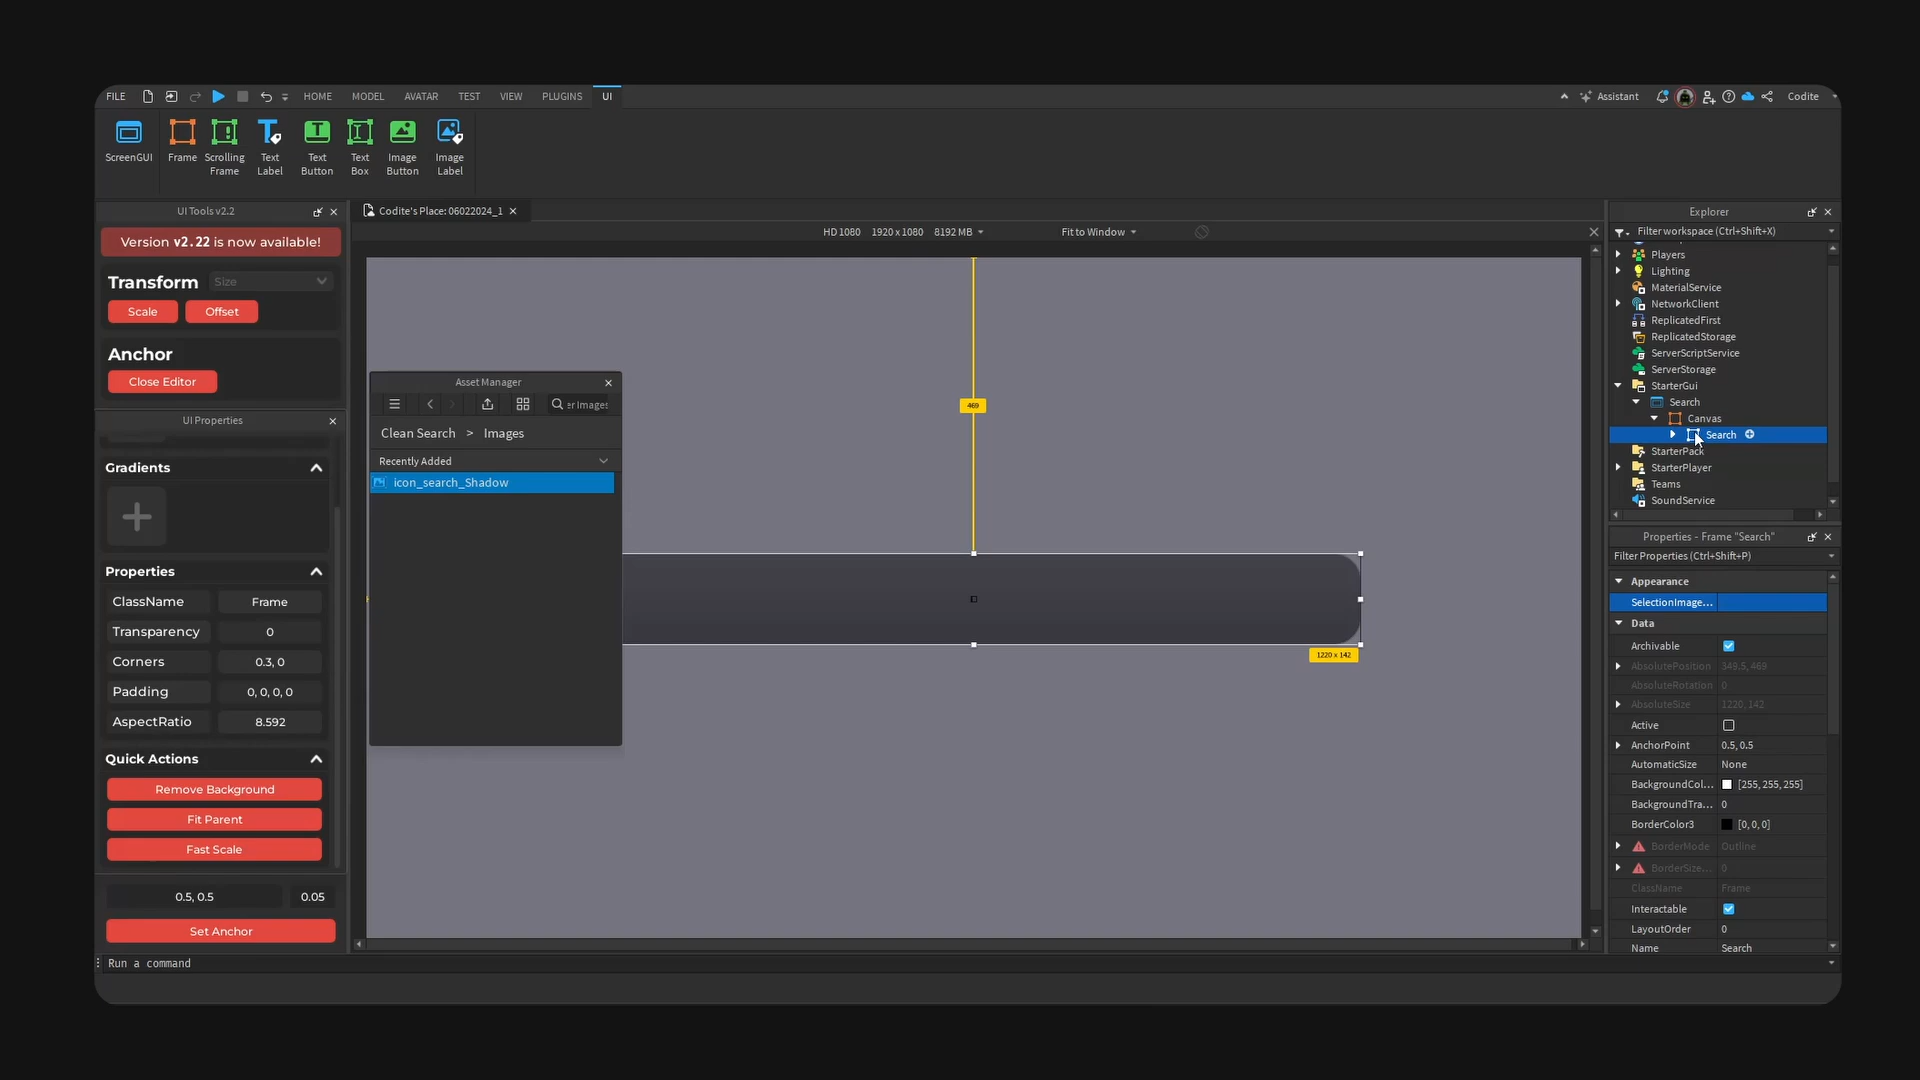 FILE
HOME
MODEL
AVATAR
TEST
VIEW
PLUGINS
UI
Assistant
Codite
ScreenGUI
Frame
Scrolling
Frame
Text
Label
Text
Button
Text
Box
Image
Button
Image
Label
UI Tools v2.2
Version v2.22 is now available!
Transform
Size
Scale
Offset
Anchor
Close Editor
UI Properties
Gradients
Properties
ClassName Frame
Transparency 0
Corners 0.3, 0
Padding 0, 0, 0, 0
AspectRatio 8.592
Quick Actions
Remove Background
Fit Parent
Fast Scale
0.5, 0.5 0.05
Set Anchor
Run a command
Codite's Place: 06022024_1
HD 1080 1920 x 1080 8192 MB
Fit to Window
469
Asset Manager
er Images
Clean Search > Images
Recently Added
icon_search_Shadow
1220 x 142
Explorer
Filter workspace (Ctrl+Shift+X)
Players
Lighting
MaterialService
NetworkClient
ReplicatedFirst
ReplicatedStorage
ServerScriptService
ServerStorage
StarterGui
Search
Canvas
Search
StarterPack
StarterPlayer
Teams
SoundService
Properties - Frame "Search"
Filter Properties (Ctrl+Shift+P)
Appearance
SelectionImage...
Data
Archivable
AbsolutePosition 349.5, 469
AbsoluteRotation 0
AbsoluteSize 1220, 142
Active
AnchorPoint 0.5, 0.5
AutomaticSize None
BackgroundCol... [255, 255, 255]
BackgroundTra... 0
BorderColor3 [0, 0, 0]
BorderMode Outline
BorderSize... 0
ClassName Frame
Interactable
LayoutOrder 0
Name Search